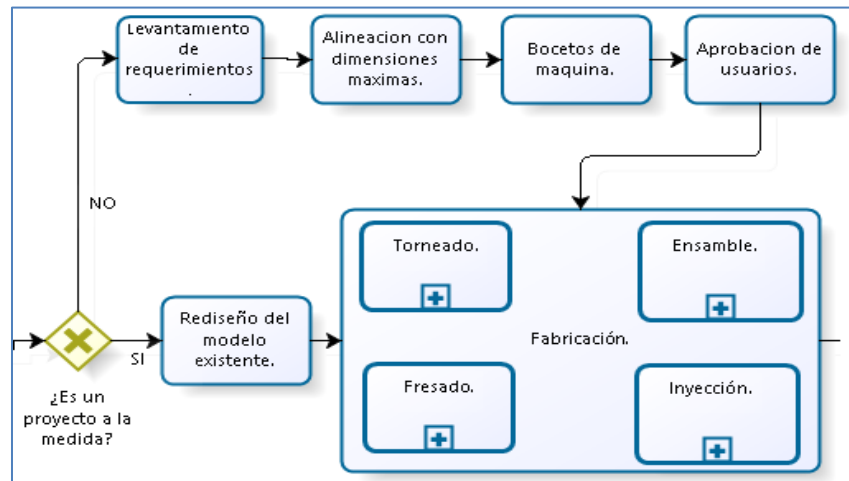 Levantamiento
de
requerimientos
.
Alineacion con
dimensiones
maximas.
Bocetos de
maquina.
Aprobacion de
usuarios.
NO
Torneado.
Ensamble.
Rediseño del
modelo
existente.
Fabricación.
SI
¿Es un
proyecto a la
medida?
Fresado.
Inyección.